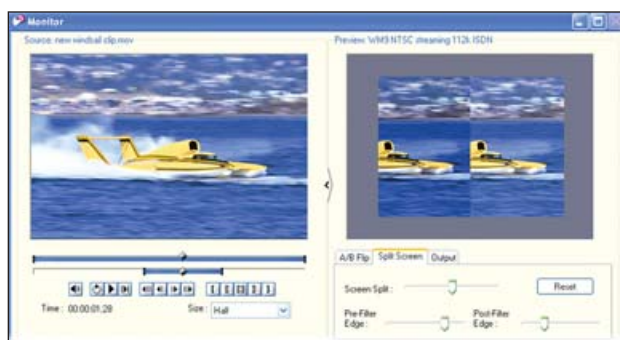 Monitor
Source: new windball clip.mov
Preview: WM9 NTSC streaming 112k ISDN
A/B Flip Split Screen Output
Screen Split :
Reset
Pre-Filter Edge :
Post-Filter Edge :
Time : 00:00:01;28
Size : Half